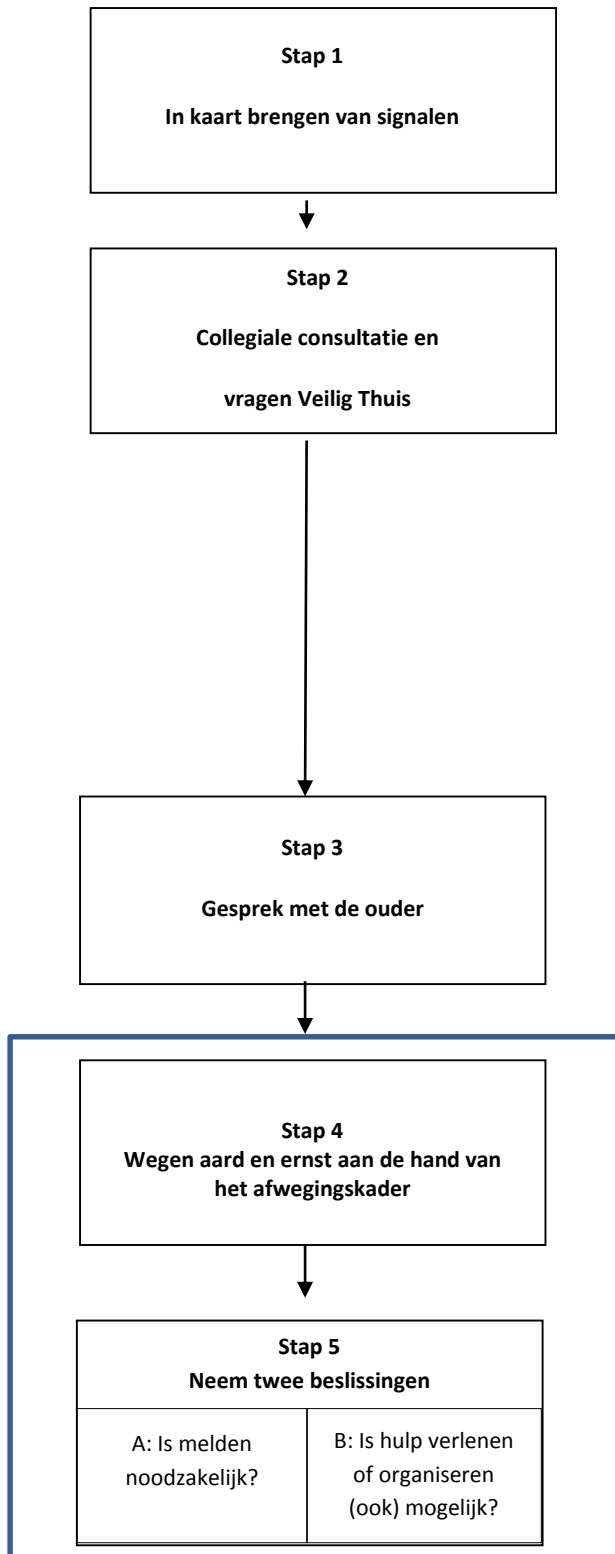 Stap 1
In kaart brengen van signalen
Stap 2
Collegiale consultatie en
vragen Veilig Thuis
Stap 3
Gesprek met de ouder
Stap 4
Wegen aard en ernst aan de hand van
het afwegingskader
Stap 5
Neem twee beslissingen
A: Is melden
noodzakelijk?
B: Is hulp verlenen
of organiseren
(ook) mogelijk?